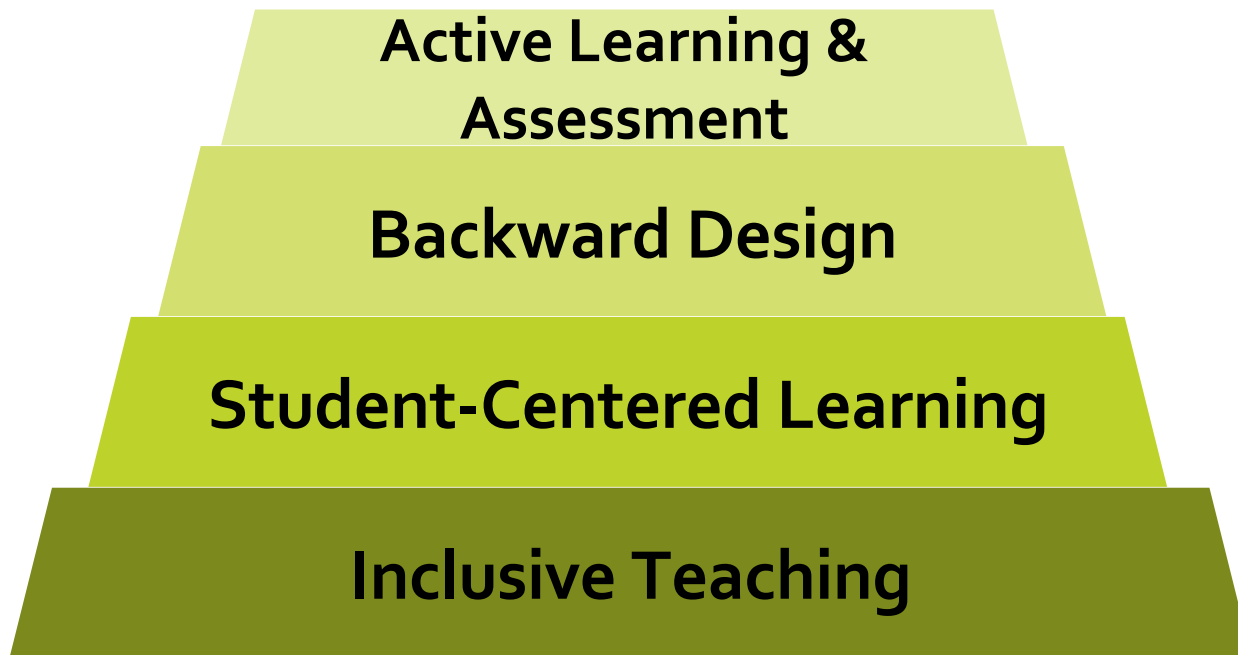 Active Learning &
Assessment
Backward Design
Student-Centered Learning
Inclusive Teaching